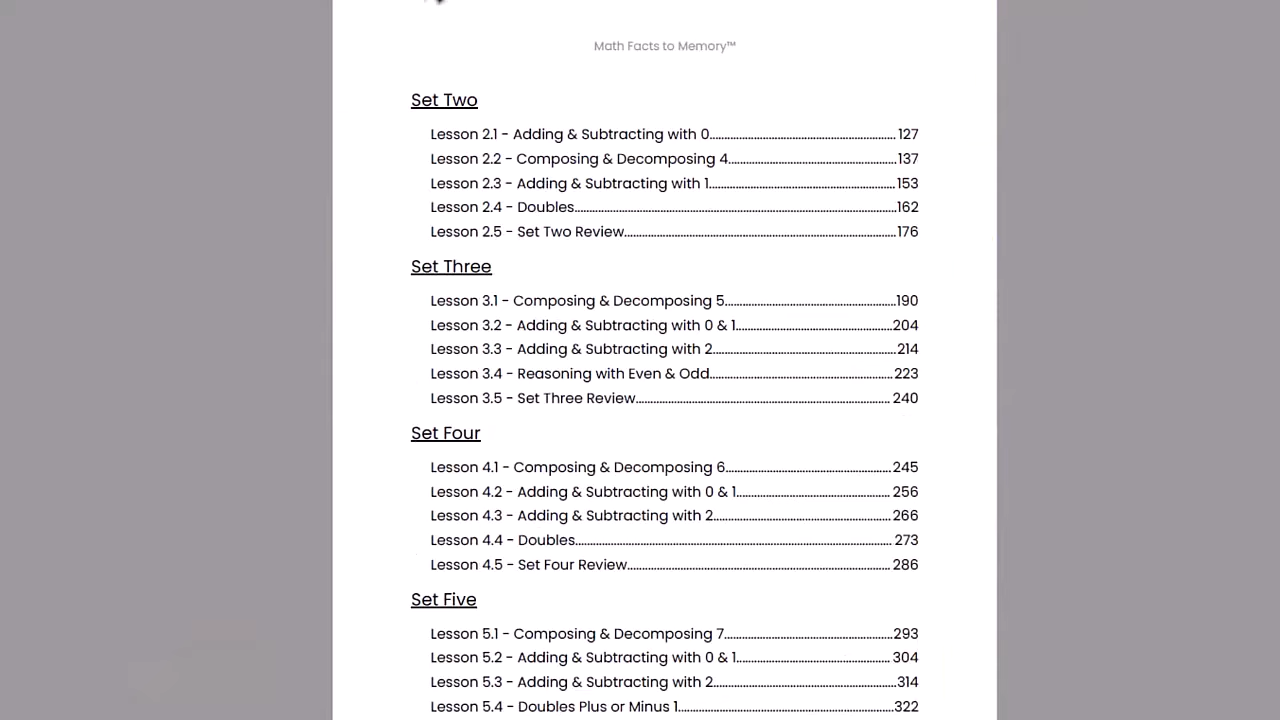 Math Facts to Memory™
Set Two
Lesson 2.1 - Adding & Subtracting with 0........................................................ 127
Lesson 2.2 - Composing & Decomposing 4........................................................137
Lesson 2.3 - Adding & Subtracting with 1........................................................ 153
Lesson 2.4 - Doubles........................................................162
Lesson 2.5 - Set Two Review........................................................176
Set Three
Lesson 3.1 - Composing & Decomposing 5........................................................190
Lesson 3.2 - Adding & Subtracting with 0 & 1........................................................204
Lesson 3.3 - Adding & Subtracting with 2........................................................214
Lesson 3.4 - Reasoning with Even & Odd........................................................ 223
Lesson 3.5 - Set Three Review........................................................ 240
Set Four
Lesson 4.1 - Composing & Decomposing 6........................................................245
Lesson 4.2 - Adding & Subtracting with 0 & 1........................................................ 256
Lesson 4.3 - Adding & Subtracting with 2........................................................266
Lesson 4.4 - Doubles........................................................ 273
Lesson 4.5 - Set Four Review........................................................ 286
Set Five
Lesson 5.1 - Composing & Decomposing 7........................................................293
Lesson 5.2 - Adding & Subtracting with 0 & 1........................................................ 304
Lesson 5.3 - Adding & Subtracting with 2........................................................314
Lesson 5.4 - Doubles Plus or Minus 1........................................................322